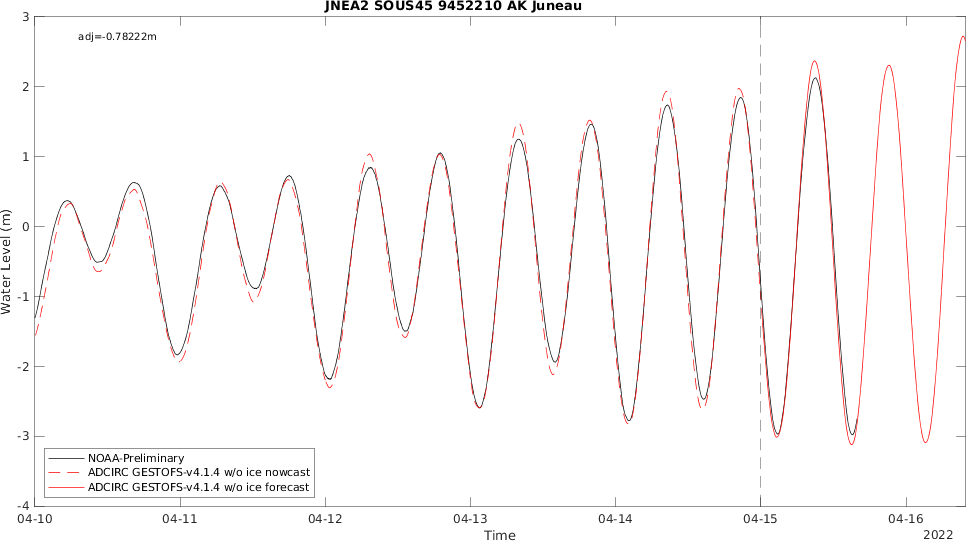 JNEA2 SOUS45 9452210 AK Juneau
adj=-0.78222m
3
2
1
0
-1
-2
-3
-4
Water Level (m)
NOAA-Preliminary
ADCIRC GESTOFS-v4.1.4 w/o ice nowcast
ADCIRC GESTOFS-v4.1.4 w/o ice forecast
04-10 04-11 04-12 04-13 04-14 04-15 04-16
Time
2022